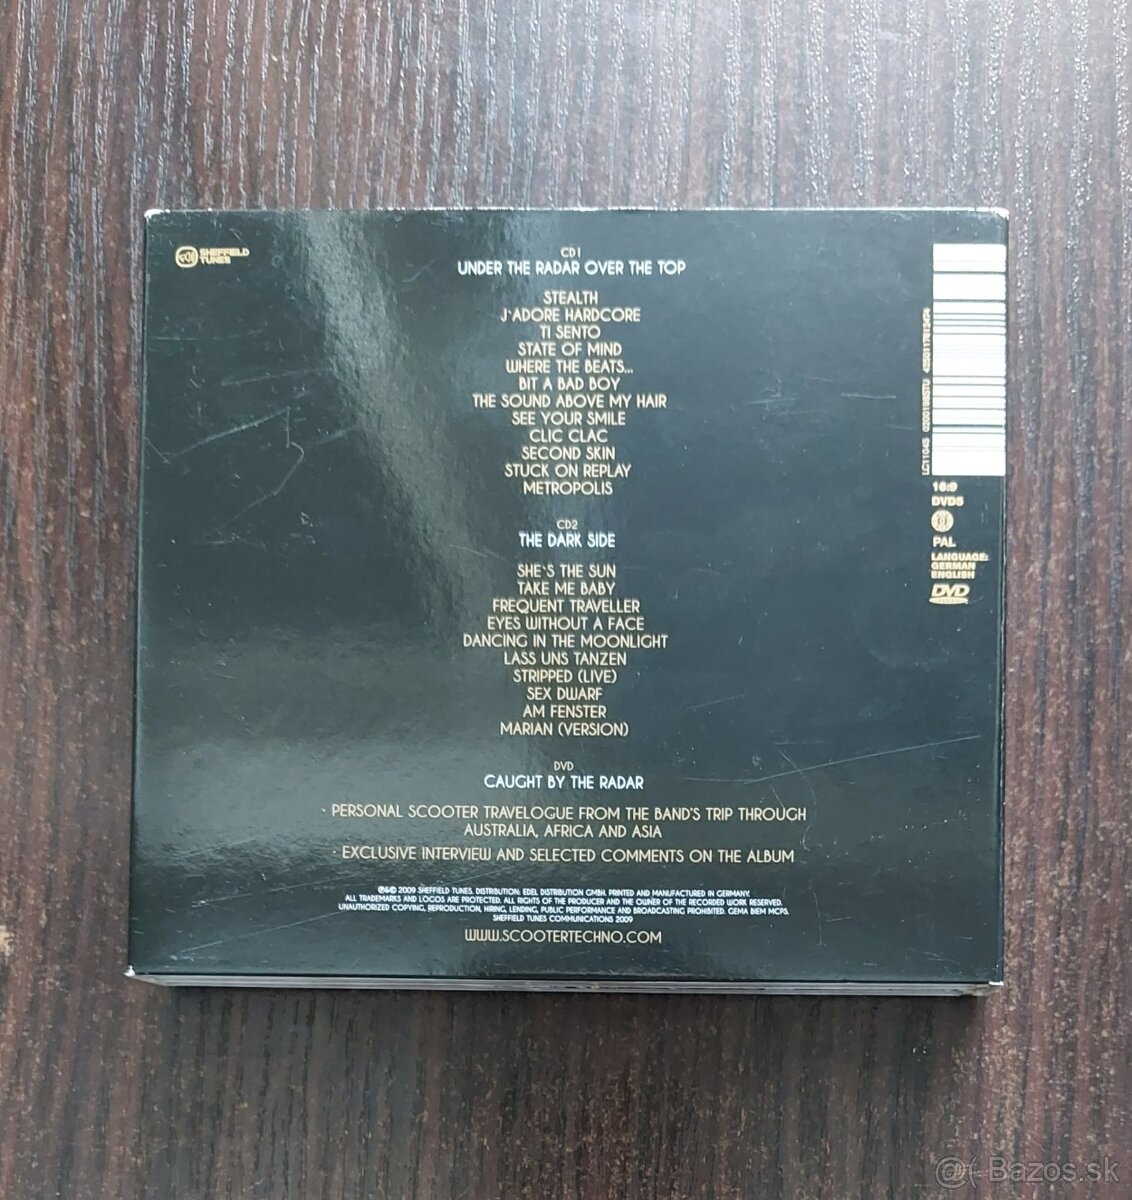 SHEFFIELD
TUNES
CD1
UNDER THE RADAR OVER THE TOP
STEALTH
J'ADORE HARDCORE
TI SENTO
STATE OF MIND
WHERE THE BEATS...
BIT A BAD BOY
THE SOUND ABOVE MY HAIR
SEE YOUR SMILE
CLIC CLAC
SECOND SKIN
STUCK ON REPLAY
METROPOLIS
CD2
THE DARK SIDE
SHE'S THE SUN
TAKE ME BABY
FREQUENT TRAVELLER
EYES WITHOUT A FACE
DANCING IN THE MOONLIGHT
LASS UNS TANZEN
STRIPPED (LIVE)
SEX DWARF
AM FENSTER
MARIAN (VERSION)
DVD
CAUGHT BY THE RADAR
· PERSONAL SCOOTER TRAVELOGUE FROM THE BAND'S TRIP THROUGH
AUSTRALIA, AFRICA AND ASIA
· EXCLUSIVE INTERVIEW AND SELECTED COMMENTS ON THE ALBUM
℗&© 2009 SHEFFIELD TUNES. DISTRIBUTION: EDEL DISTRIBUTION GMBH. PRINTED AND MANUFACTURED IN GERMANY.
ALL TRADEMARKS AND LOGOS ARE PROTECTED. ALL RIGHTS OF THE PRODUCER AND THE OWNER OF THE RECORDED WORK RESERVED.
UNAUTHORIZED COPYING, REPRODUCTION, HIRING, LENDING, PUBLIC PERFORMANCE AND BROADCASTING PROHIBITED. GEMA BIEM MCPS.
SHEFFIELD TUNES COMMUNICATIONS 2009
WWW.SCOOTERTECHNO.COM
LC11045
16:9
DVD5
0
PAL
LANGUAGE:
GERMAN
ENGLISH
DVD
Bazos.sk